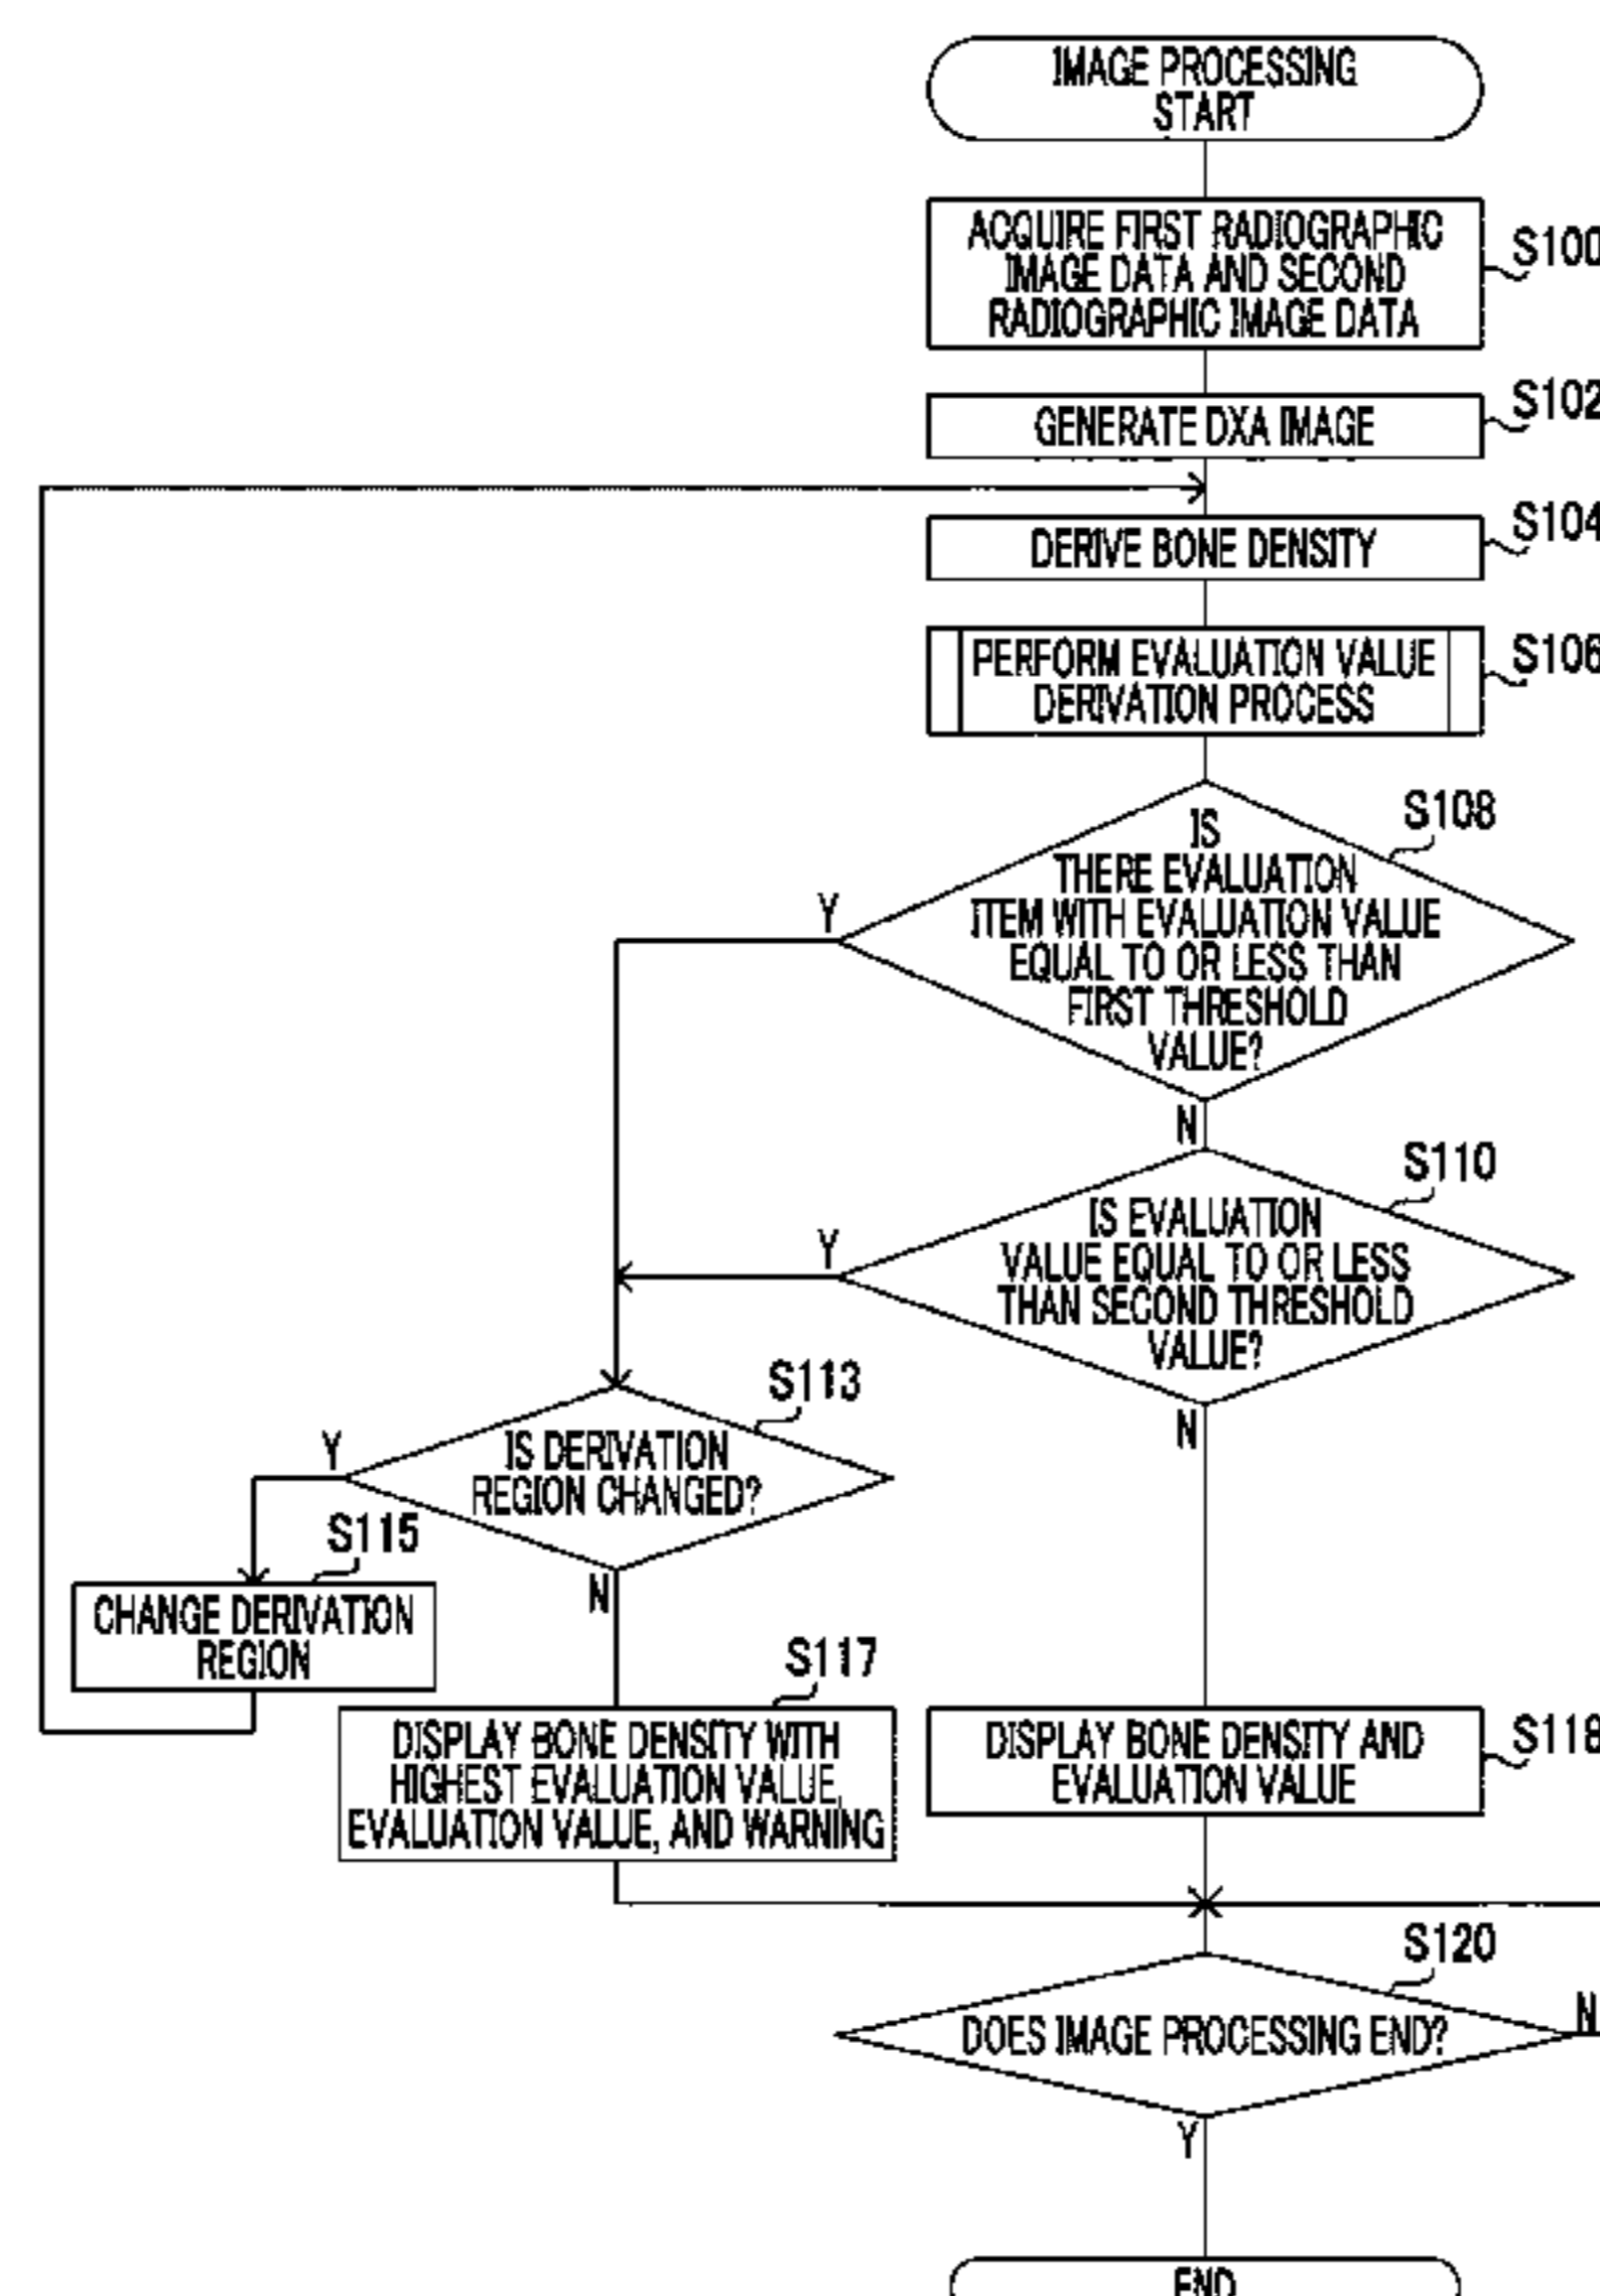 IMAGE PROCESSING
START
ACQUIRE FIRST RADIOGRAPHIC
IMAGE DATA AND SECOND
RADIOGRAPHIC IMAGE DATA
S100
GENERATE DXA IMAGE
S102
DERIVE BONE DENSITY
S104
PERFORM EVALUATION VALUE
DERIVATION PROCESS
S106
S108
IS
THERE EVALUATION
ITEM WITH EVALUATION VALUE
EQUAL TO OR LESS THAN
FIRST THRESHOLD
VALUE?
Y
N
S110
IS EVALUATION
VALUE EQUAL TO OR LESS
THAN SECOND THRESHOLD
VALUE?
Y
N
S113
IS DERIVATION
REGION CHANGED?
Y
N
S115
CHANGE DERIVATION
REGION
S117
DISPLAY BONE DENSITY WITH
HIGHEST EVALUATION VALUE,
EVALUATION VALUE, AND WARNING
DISPLAY BONE DENSITY AND
EVALUATION VALUE
S118
S120
DOES IMAGE PROCESSING END?
N
Y
END